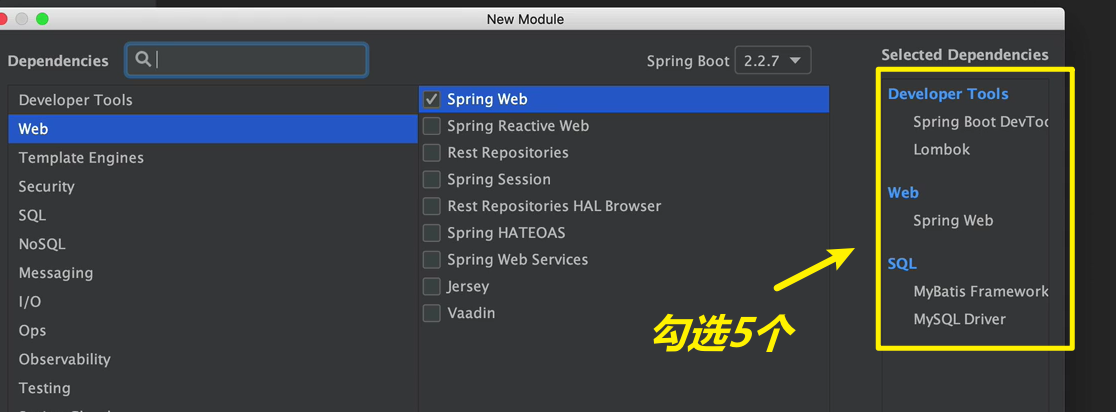 New Module
Dependencies
Spring Boot 2.2.7
Selected Dependencies
Developer Tools
Web
Template Engines
Security
SQL
NoSQL
Messaging
I/O
Ops
Observability
Testing
Spring Web
Spring Reactive Web
Rest Repositories
Spring Session
Rest Repositories HAL Browser
Spring HATEOAS
Spring Web Services
Jersey
Vaadin
勾选5个
Developer Tools
Spring Boot DevToo
Lombok
Web
Spring Web
SQL
MyBatis Framework
MySQL Driver